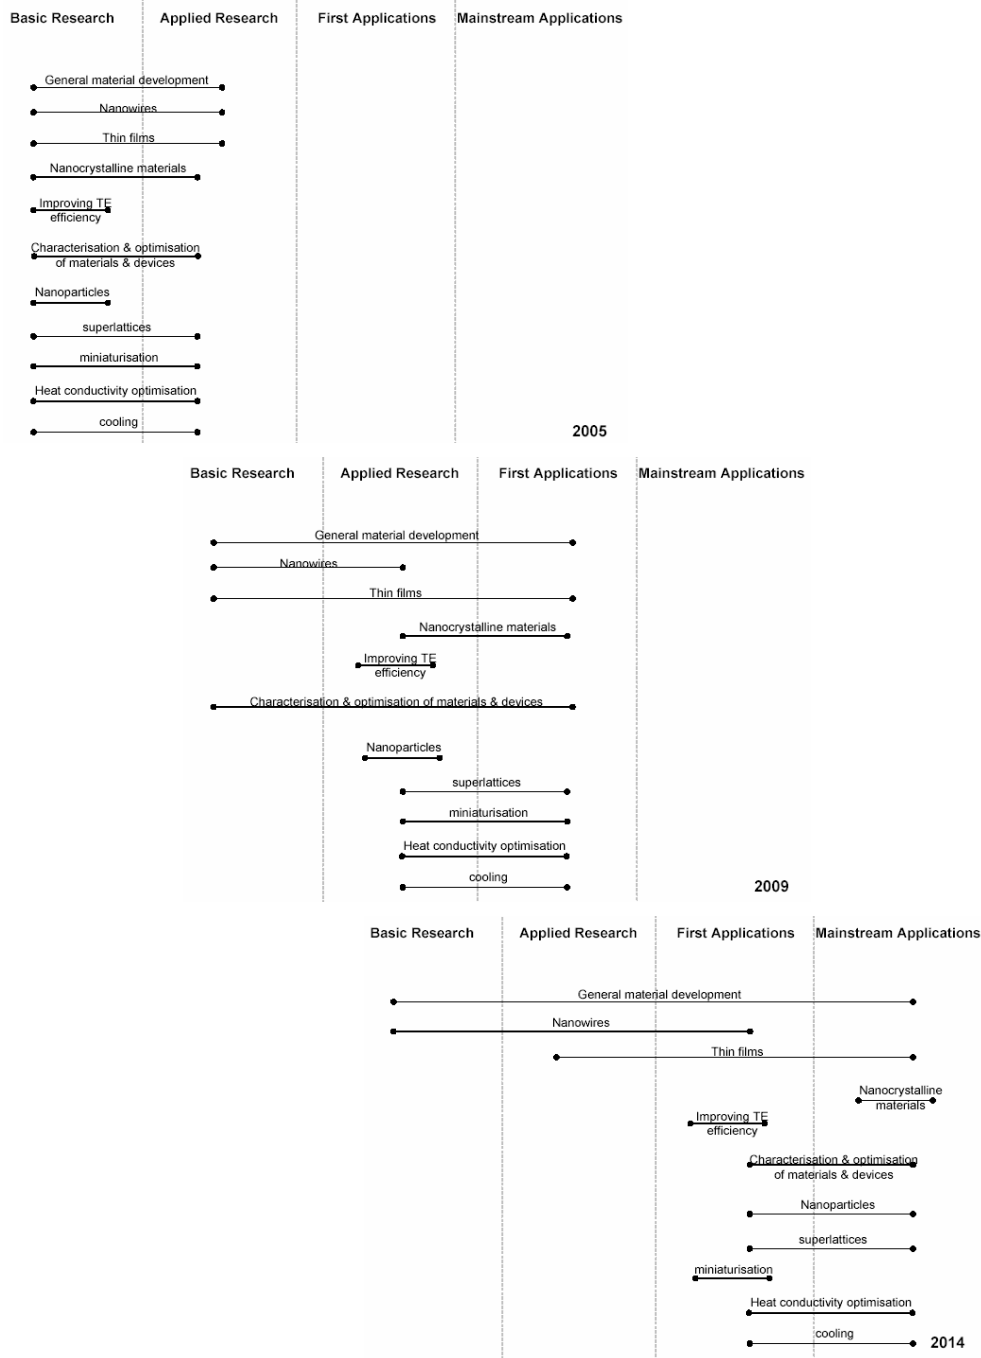 Basic Research Applied Research First Applications Mainstream Applications
General material development
Nanowires
Thin films
Nanocrystalline materials
Improving TE
efficiency
Characterisation & optimisation
of materials & devices
Nanoparticles
superlattices
miniaturisation
Heat conductivity optimisation
cooling
2005
Basic Research Applied Research First Applications Mainstream Applications
General material development
Nanowires
Thin films
Nanocrystalline materials
Improving TE
efficiency
Characterisation & optimisation of materials & devices
Nanoparticles
superlattices
miniaturisation
Heat conductivity optimisation
cooling
2009
Basic Research Applied Research First Applications Mainstream Applications
General material development
Nanowires
Thin films
Nanocrystalline
materials
Improving TE
efficiency
Characterisation & optimisation
of materials & devices
Nanoparticles
superlattices
miniaturisation
Heat conductivity optimisation
cooling
2014